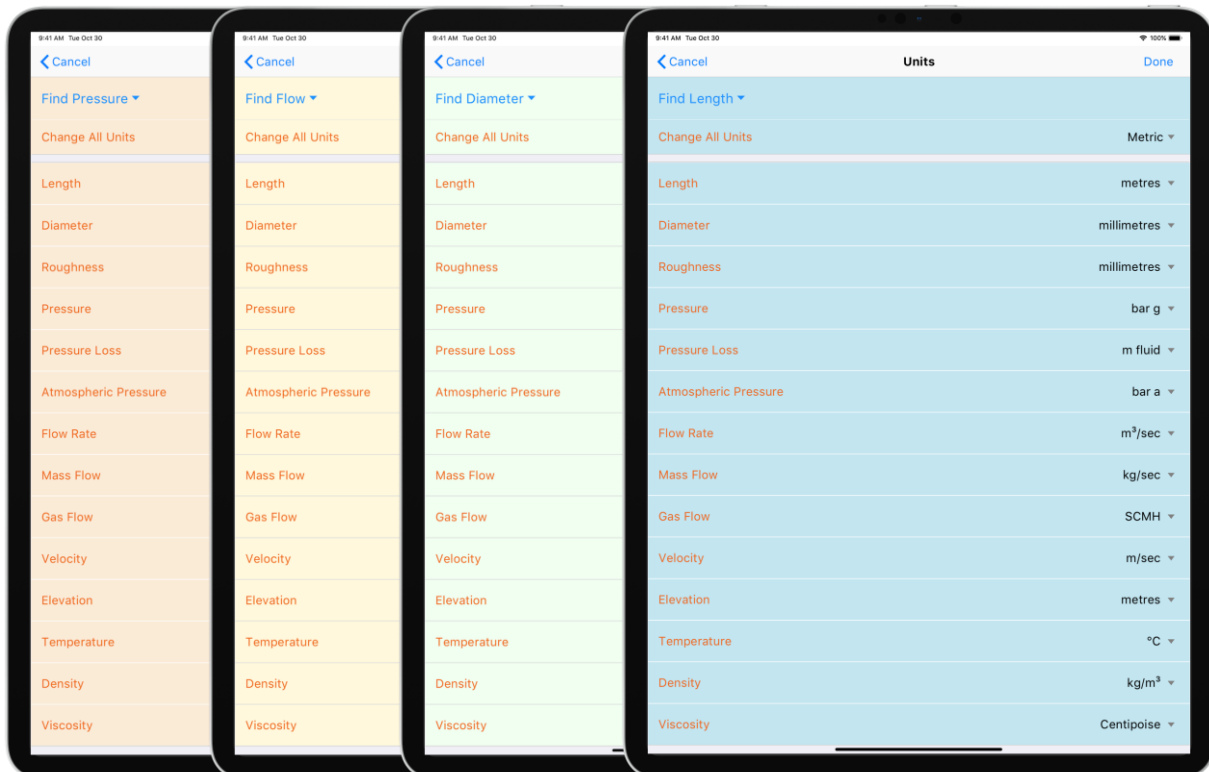 9:41 AM Tue Oct 30
Cancel
Find Pressure
Change All Units
Length
Diameter
Roughness
Pressure
Pressure Loss
Atmospheric Pressure
Flow Rate
Mass Flow
Gas Flow
Velocity
Elevation
Temperature
Density
Viscosity
9:41 AM Tue Oct 30
Cancel
Find Flow
Change All Units
Length
Diameter
Roughness
Pressure
Pressure Loss
Atmospheric Pressure
Flow Rate
Mass Flow
Gas Flow
Velocity
Elevation
Temperature
Density
Viscosity
9:41 AM Tue Oct 30
Cancel
Find Diameter
Change All Units
Length
Diameter
Roughness
Pressure
Pressure Loss
Atmospheric Pressure
Flow Rate
Mass Flow
Gas Flow
Velocity
Elevation
Temperature
Density
Viscosity
9:41 AM Tue Oct 30 100%
Cancel Units Done
Find Length
Change All Units Metric
Length metres
Diameter millimetres
Roughness millimetres
Pressure bar g
Pressure Loss m fluid
Atmospheric Pressure bar a
Flow Rate m³/sec
Mass Flow kg/sec
Gas Flow SCMH
Velocity m/sec
Elevation metres
Temperature °C
Density kg/m³
Viscosity Centipoise